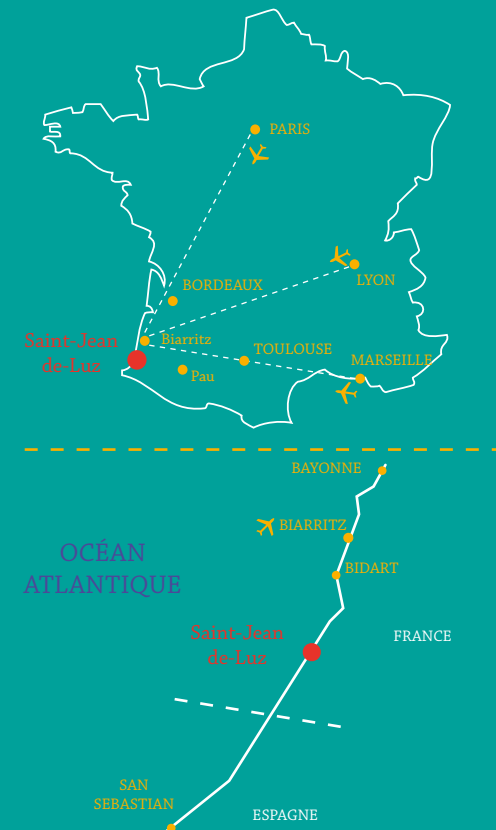 PARIS
LYON
BORDEAUX
Saint-Jean
de-Luz
Biarritz
TOULOUSE
MARSEILLE
Pau
BAYONNE
BIARRITZ
OCÉAN
ATLANTIQUE
BIDART
Saint-Jean
de-Luz
FRANCE
SAN
SEBASTIAN
ESPAGNE